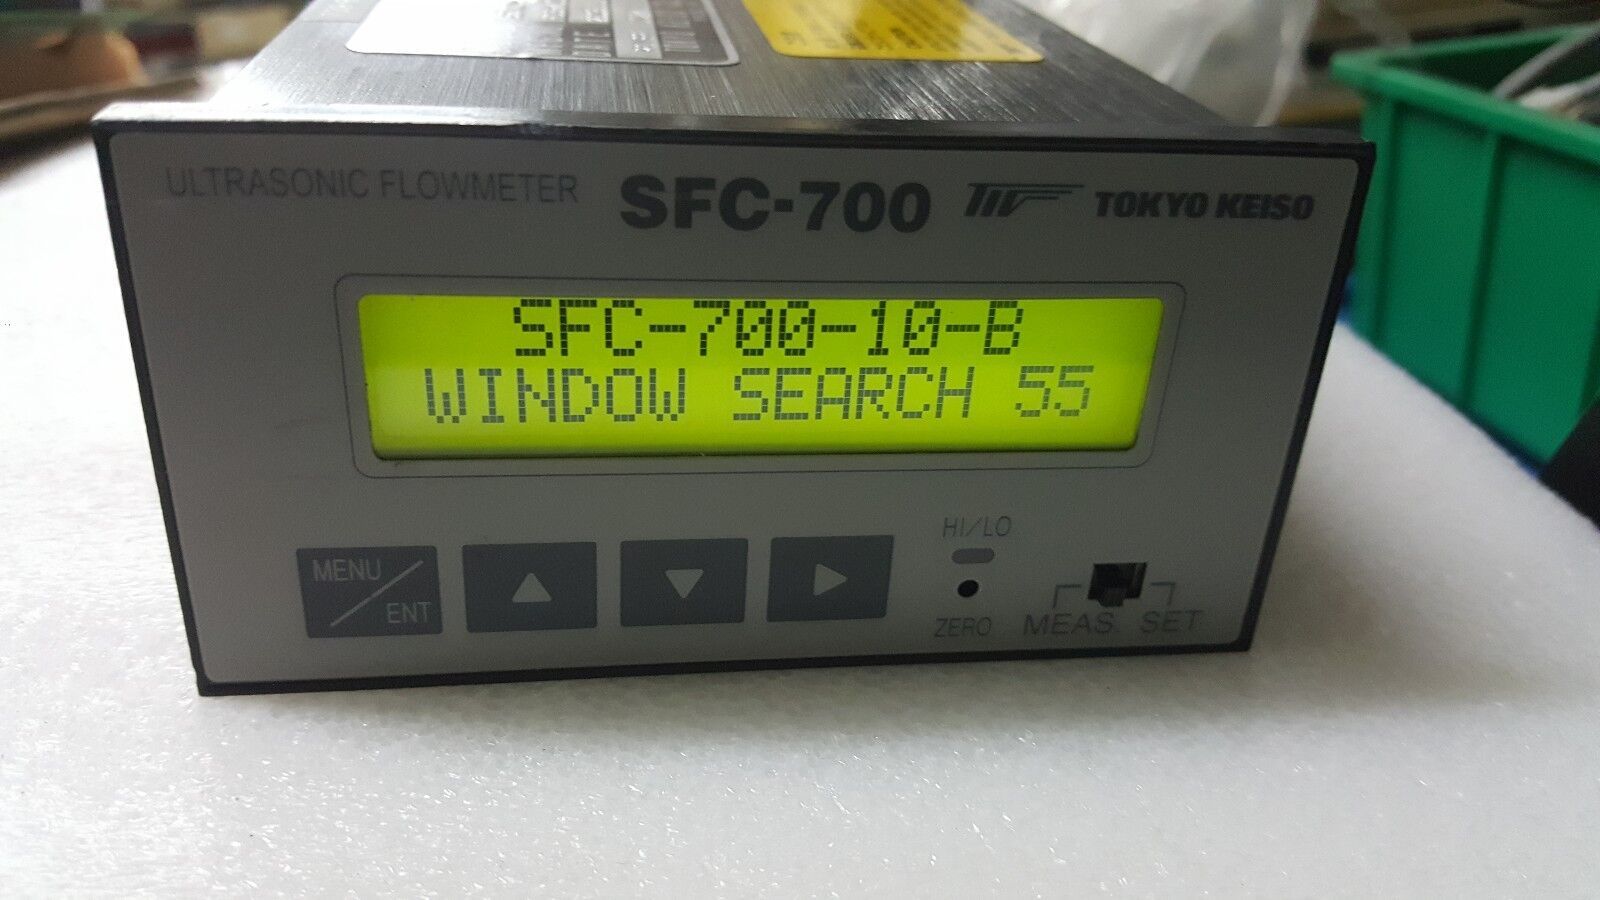 ULTRASONIC FLOWMETER SFC-700 TOKYO KEISO
SFC-700-10-B
WINDOW SEARCH 55
MENU
ENT
HI/LO
ZERO
MEAS. SET